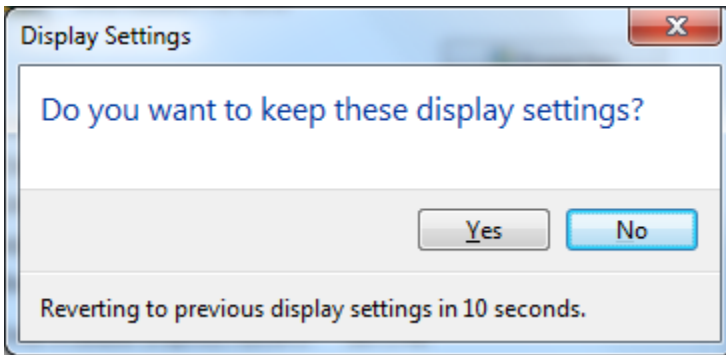 Display Settings
Do you want to keep these display settings?
Yes No
Reverting to previous display settings in 10 seconds.